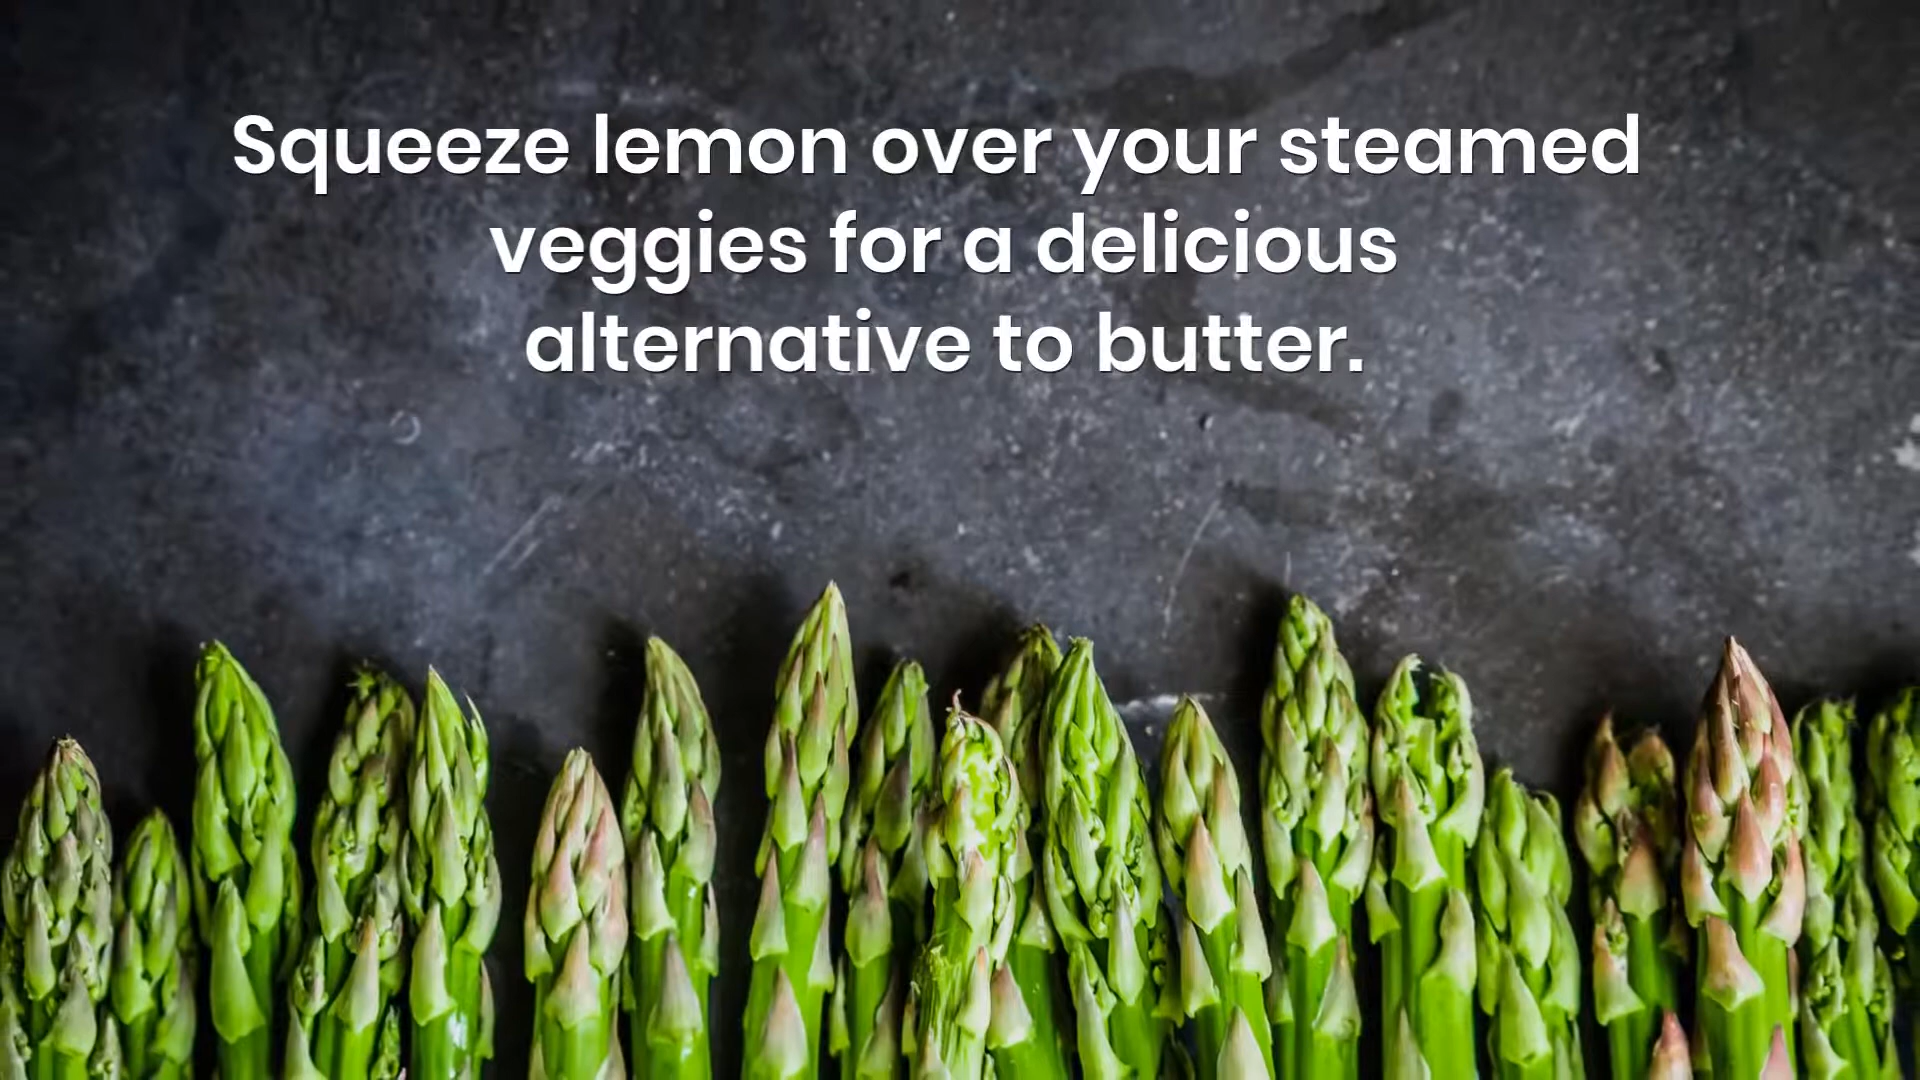 Squeeze lemon over your steamed
veggies for a delicious
alternative to butter.